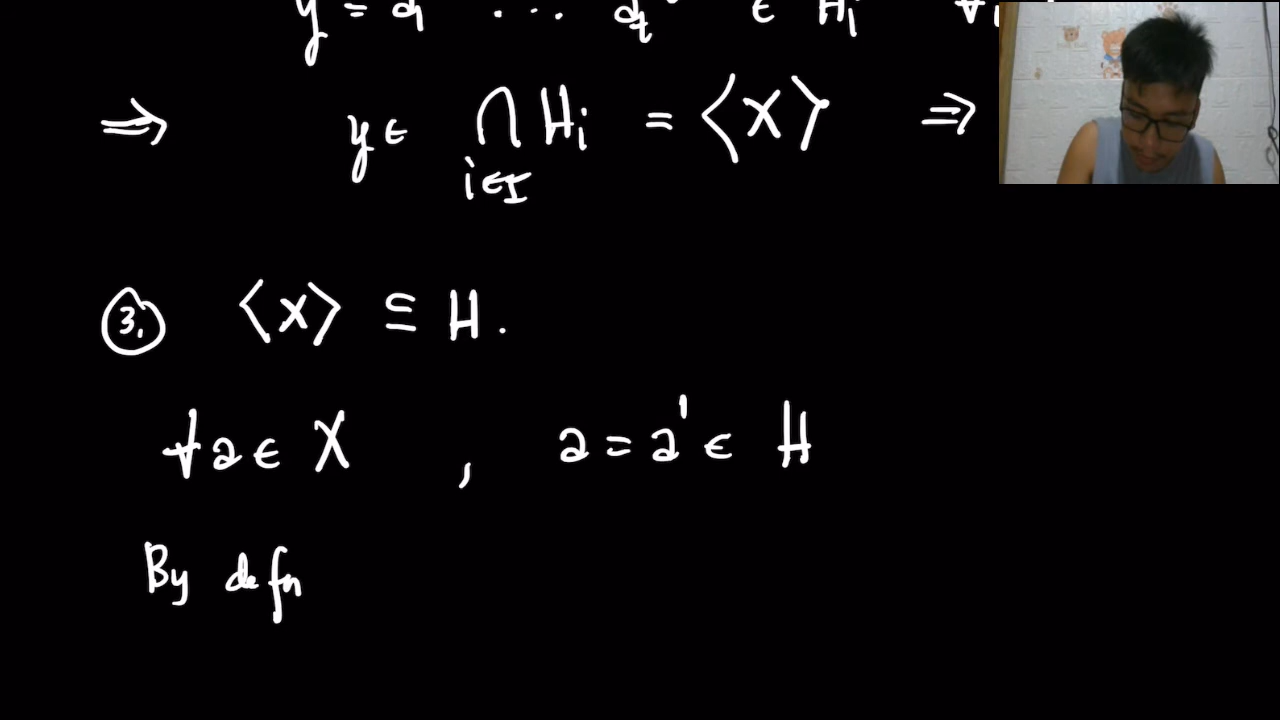 ⇒ y ∈ ⋂ Hᵢ = ⟨X⟩ ⇒
i∈I
3. ⟨X⟩ ⊆ H.
∀a ∈ X , a = a¹ ∈ H
By defn